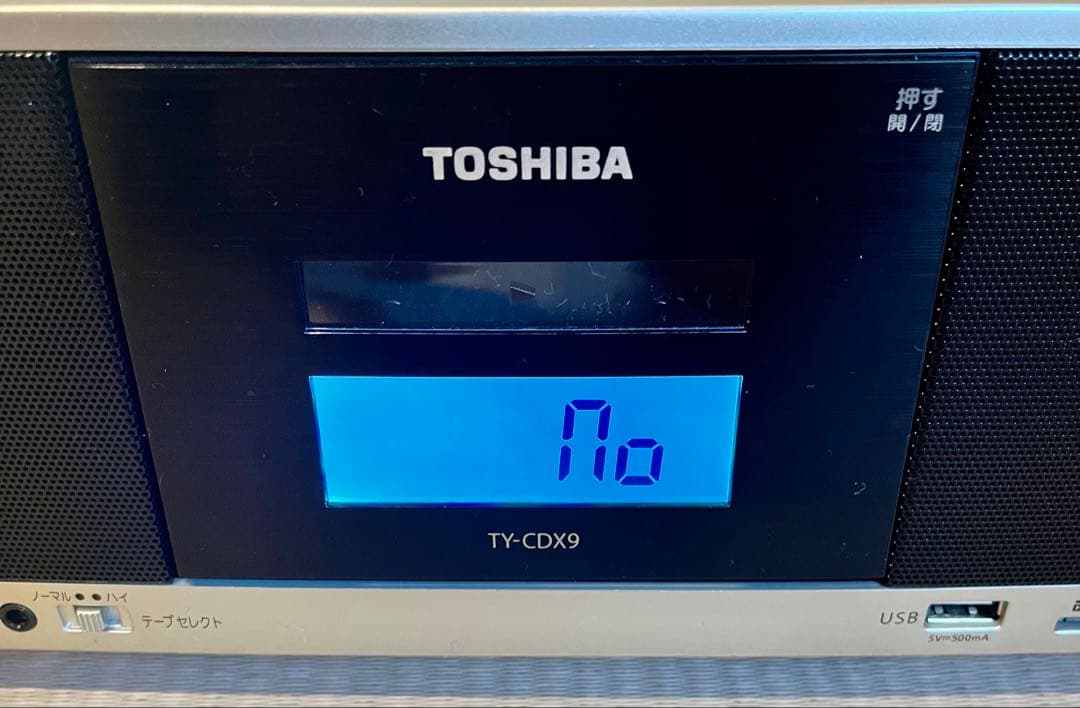 押す
開/閉
TOSHIBA
No
TY-CDX9
ノーマル ハイ
テープセレクト
USB
5V⎓500mA